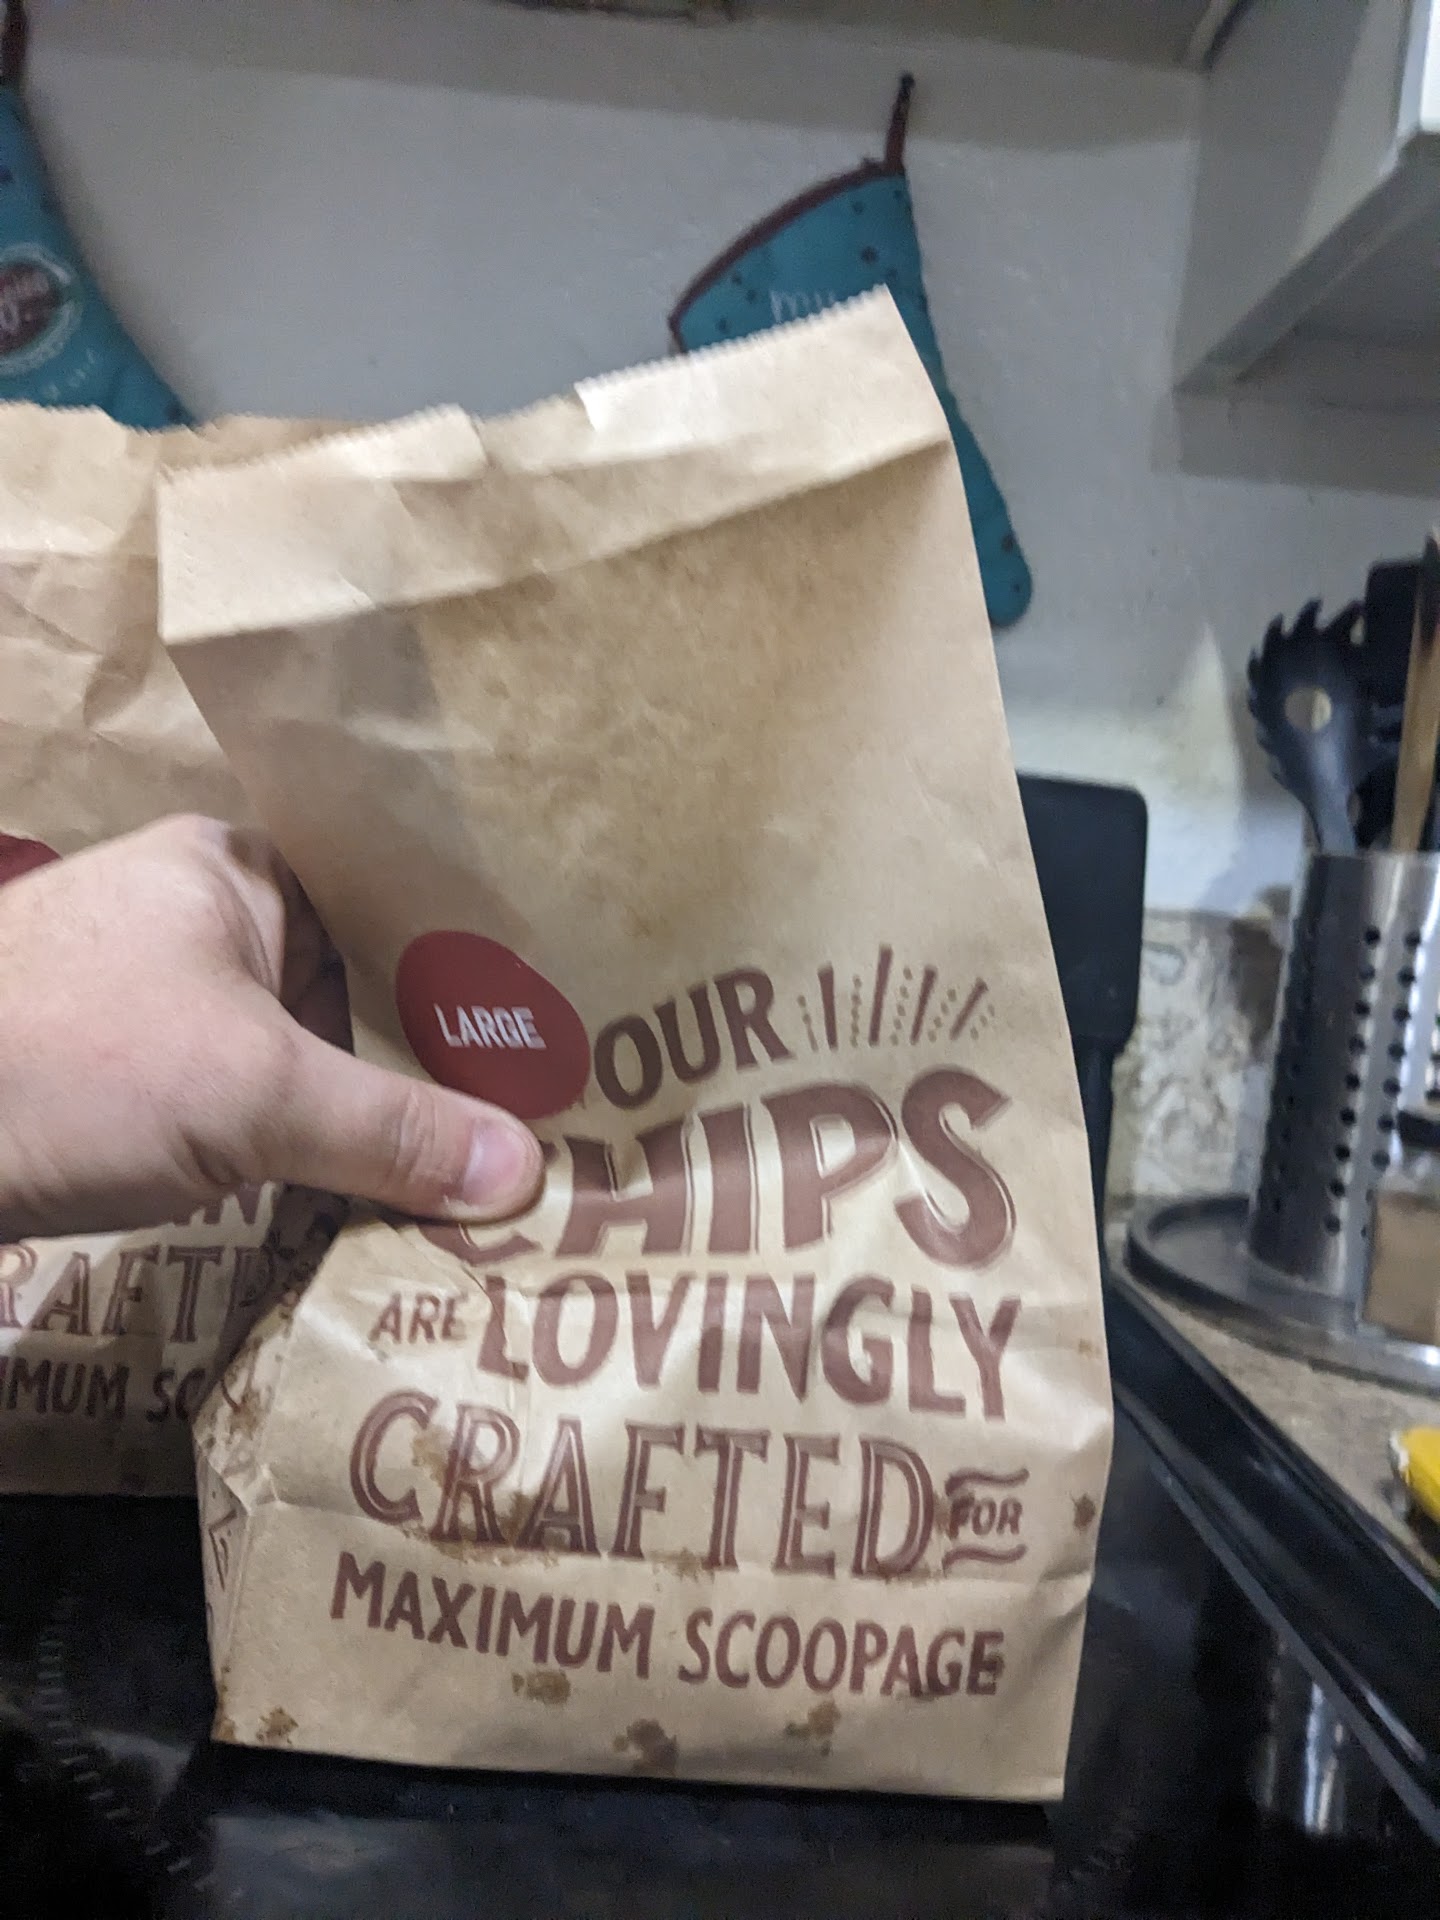 LARGE
OUR
CHIPS
ARE LOVINGLY
CRAFTED FOR
MAXIMUM SCOOPAGE